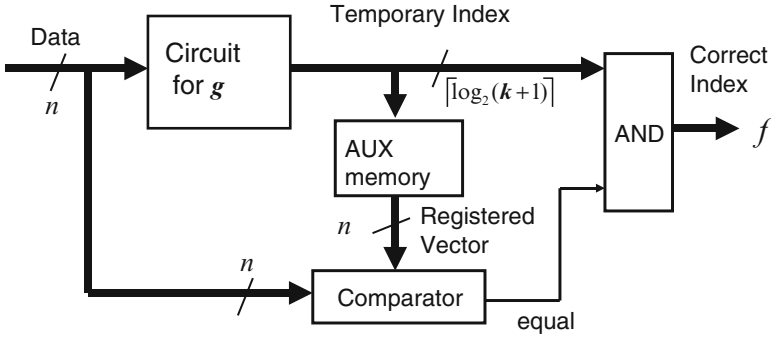 Temporary Index
Data
n
Circuit
for g
⌈log₂(k+1)⌉
Correct
Index
AND
f
AUX
memory
n
Registered
Vector
n
Comparator
equal